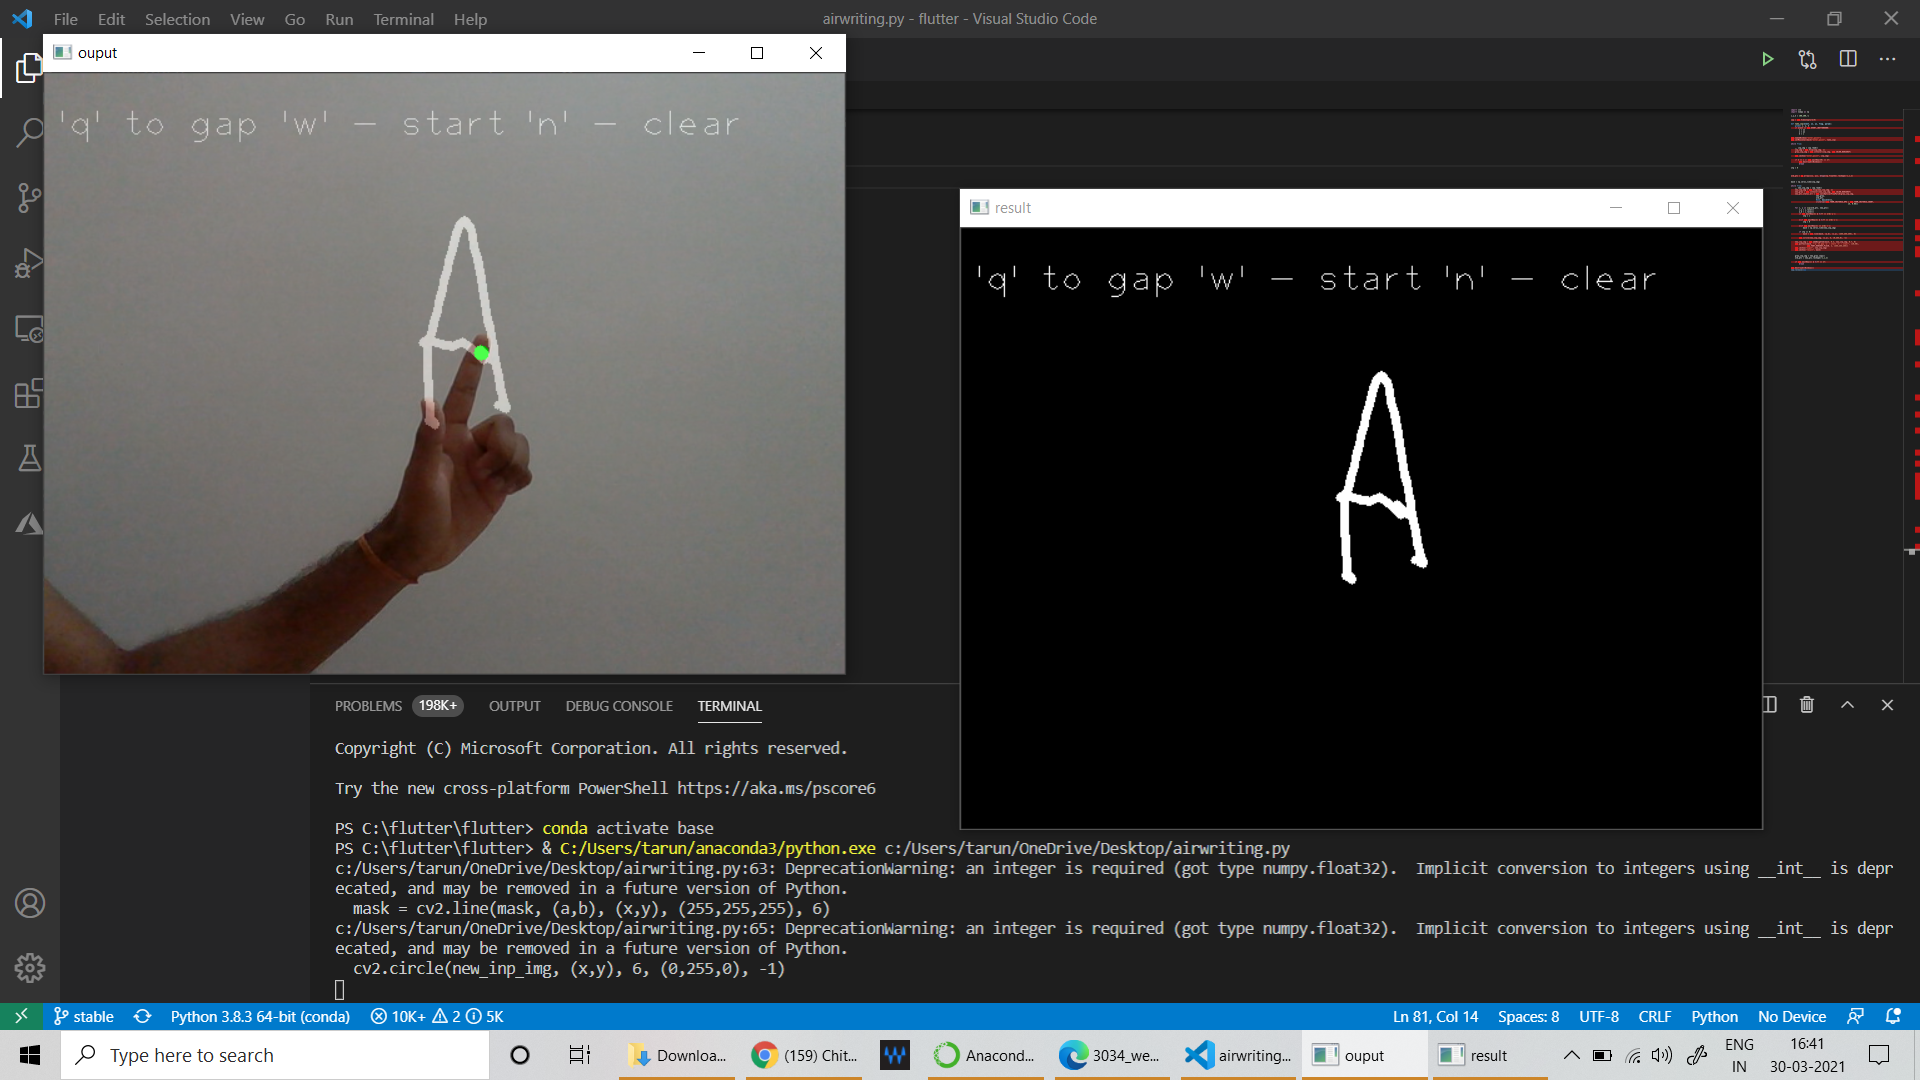 File Edit Selection View Go Run Terminal Help
airwriting.py - flutter - Visual Studio Code
ouput
'q' to gap 'w' - start 'n' - clear
A
result
'q' to gap 'w' - start 'n' - clear
A
PROBLEMS 198K+ OUTPUT DEBUG CONSOLE TERMINAL
Copyright (C) Microsoft Corporation. All rights reserved.
Try the new cross-platform PowerShell https://aka.ms/pscore6
PS C:\flutter\flutter> conda activate base
PS C:\flutter\flutter> & C:/Users/tarun/anaconda3/python.exe c:/Users/tarun/OneDrive/Desktop/airwriting.py
c:/Users/tarun/OneDrive/Desktop/airwriting.py:63: DeprecationWarning: an integer is required (got type numpy.float32).  Implicit conversion to integers using __int__ is depr
ecated, and may be removed in a future version of Python.
  mask = cv2.line(mask, (a,b), (x,y), (255,255,255), 6)
c:/Users/tarun/OneDrive/Desktop/airwriting.py:65: DeprecationWarning: an integer is required (got type numpy.float32).  Implicit conversion to integers using __int__ is depr
ecated, and may be removed in a future version of Python.
  cv2.circle(new_inp_img, (x,y), 6, (0,255,0), -1)
stable Python 3.8.3 64-bit (conda) 10K+ 2 5K Ln 81, Col 14 Spaces: 8 UTF-8 CRLF Python No Device
Type here to search Downloa... (159) Chit... Anacond... 3034_we... airwriting... ouput result ENG 16:41
IN 30-03-2021